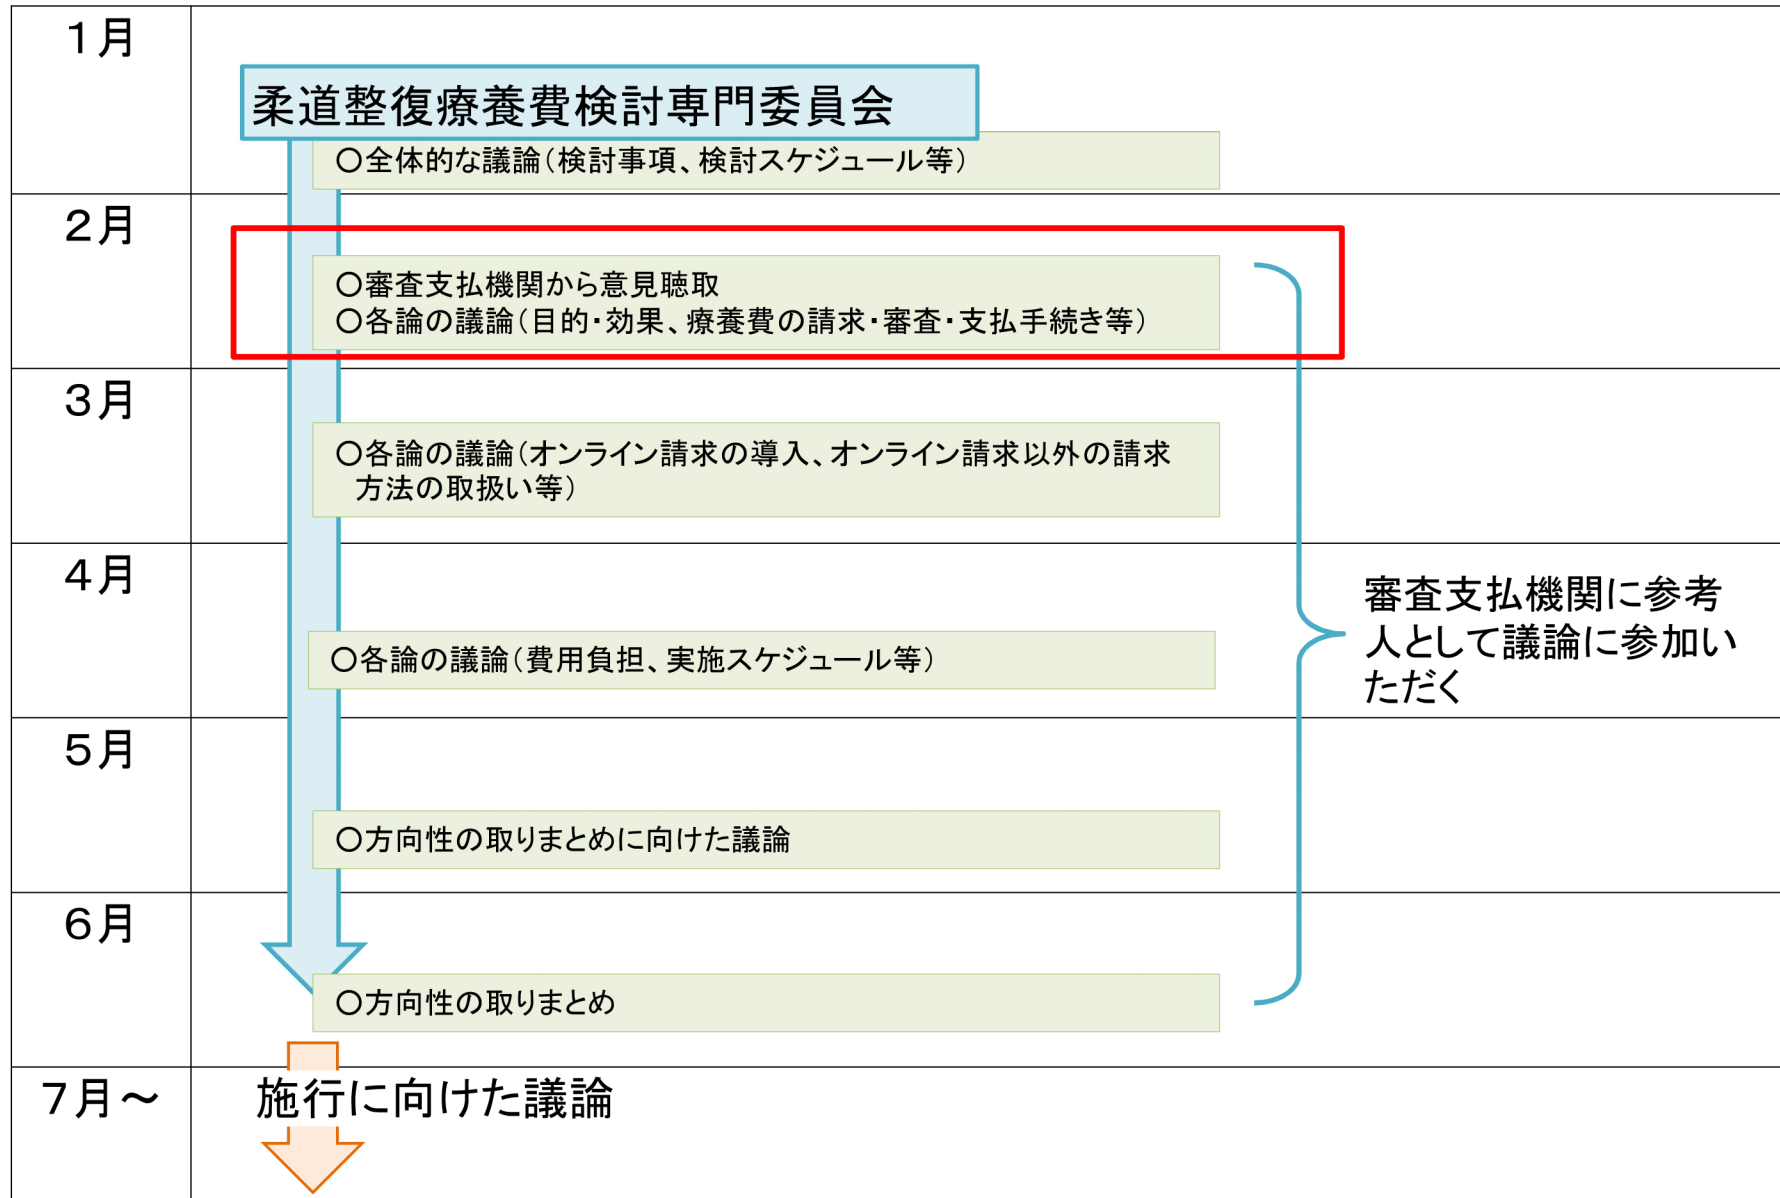 1月
柔道整復療養費検討専門委員会
〇全体的な議論（検討事項、検討スケジュール等）
2月
〇審査支払機関から意見聴取
〇各論の議論（目的・効果、療養費の請求・審査・支払手続き等）
3月
〇各論の議論（オンライン請求の導入、オンライン請求以外の請求
方法の取扱い等）
4月
〇各論の議論（費用負担、実施スケジュール等）
審査支払機関に参考
人として議論に参加い
ただく
5月
〇方向性の取りまとめに向けた議論
6月
〇方向性の取りまとめ
7月～
施行に向けた議論